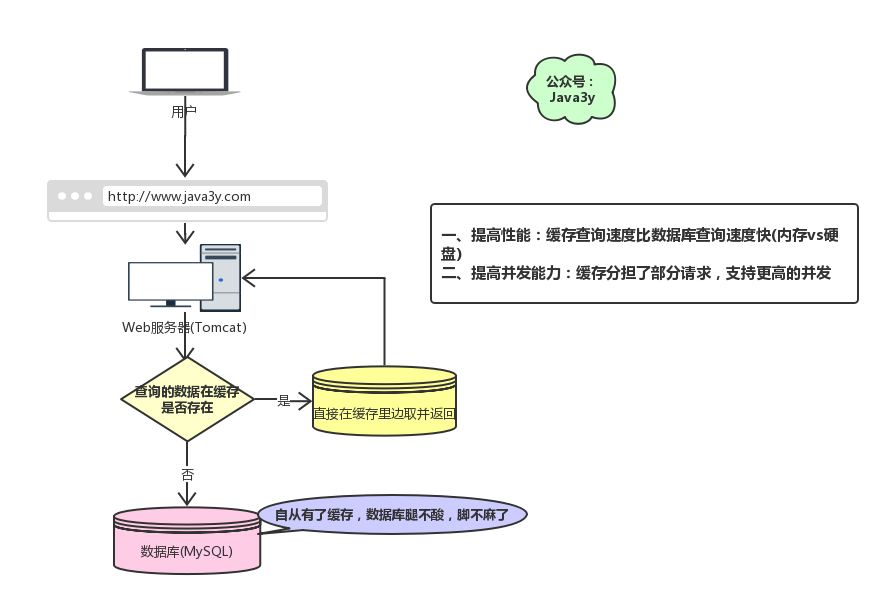 公众号：
Java3y
用户
http://www.java3y.com
一、提高性能：缓存查询速度比数据库查询速度快(内存vs硬
盘)
二、提高并发能力：缓存分担了部分请求，支持更高的并发
Web服务器(Tomcat)
查询的数据在缓存
是否存在
是
直接在缓存里边取并返回
否
自从有了缓存，数据库腿不酸，脚不麻了
数据库(MySQL)